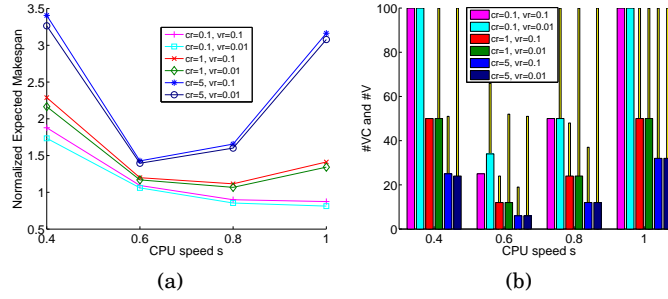 3.5
3
2.5
2
1.5
1
0.5
0.4
0.6
0.8
1
CPU speed s
Normalized Expected Makespan
cr=0.1, vr=0.1
cr=0.1, vr=0.01
cr=1, vr=0.1
cr=1, vr=0.01
cr=5, vr=0.1
cr=5, vr=0.01
(a)
100
80
60
40
20
0
0.4
0.6
0.8
1
CPU speed s
#VC and #V
cr=0.1, vr=0.1
cr=0.1, vr=0.01
cr=1, vr=0.1
cr=1, vr=0.01
cr=5, vr=0.1
cr=5, vr=0.01
(b)